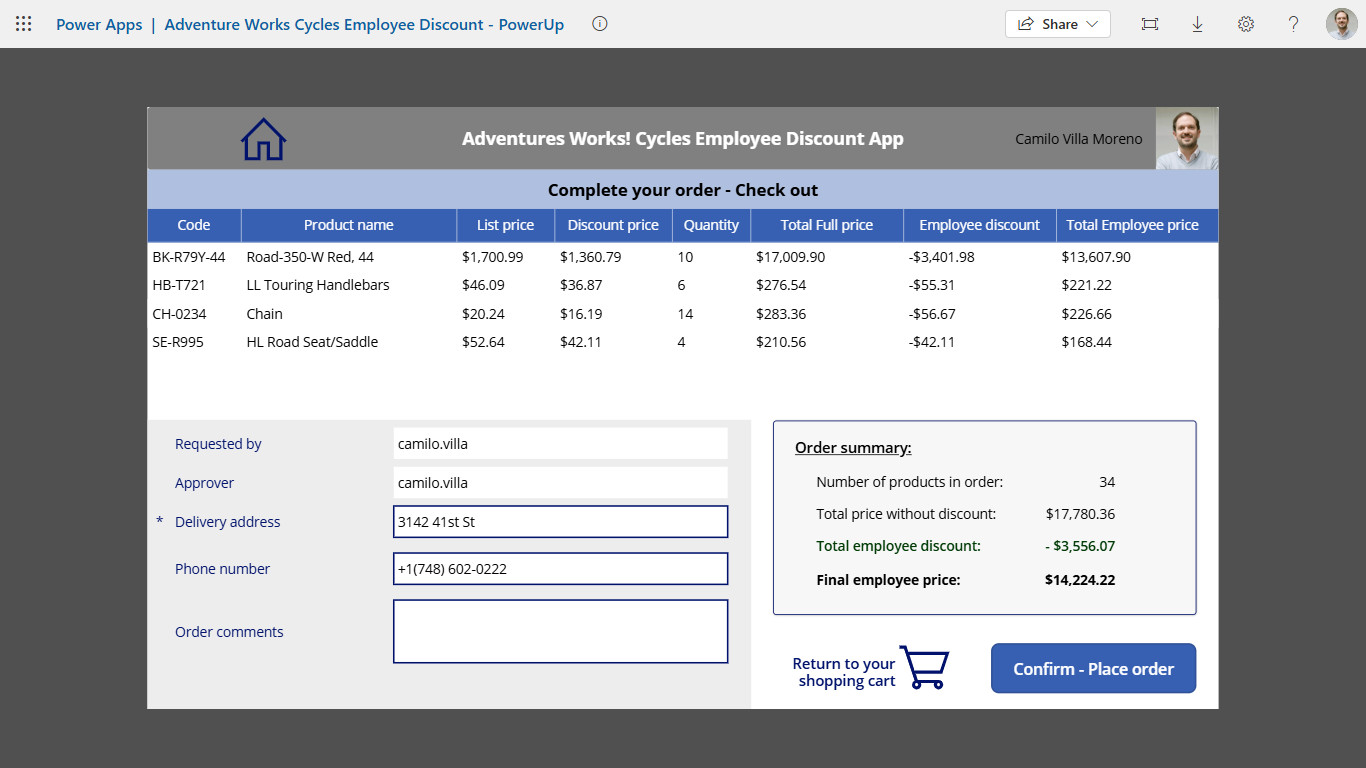 Power Apps | Adventure Works Cycles Employee Discount - PowerUp
Share
?
Adventures Works! Cycles Employee Discount App
Camilo Villa Moreno
Complete your order - Check out
Code Product name List price Discount price Quantity Total Full price Employee discount Total Employee price
BK-R79Y-44 Road-350-W Red, 44 $1,700.99 $1,360.79 10 $17,009.90 -$3,401.98 $13,607.90
HB-T721 LL Touring Handlebars $46.09 $36.87 6 $276.54 -$55.31 $221.22
CH-0234 Chain $20.24 $16.19 14 $283.36 -$56.67 $226.66
SE-R995 HL Road Seat/Saddle $52.64 $42.11 4 $210.56 -$42.11 $168.44
Requested by camilo.villa
Approver camilo.villa
* Delivery address 3142 41st St
Phone number +1(748) 602-0222
Order comments
Order summary:
Number of products in order: 34
Total price without discount: $17,780.36
Total employee discount: - $3,556.07
Final employee price: $14,224.22
Return to your
shopping cart
Confirm - Place order